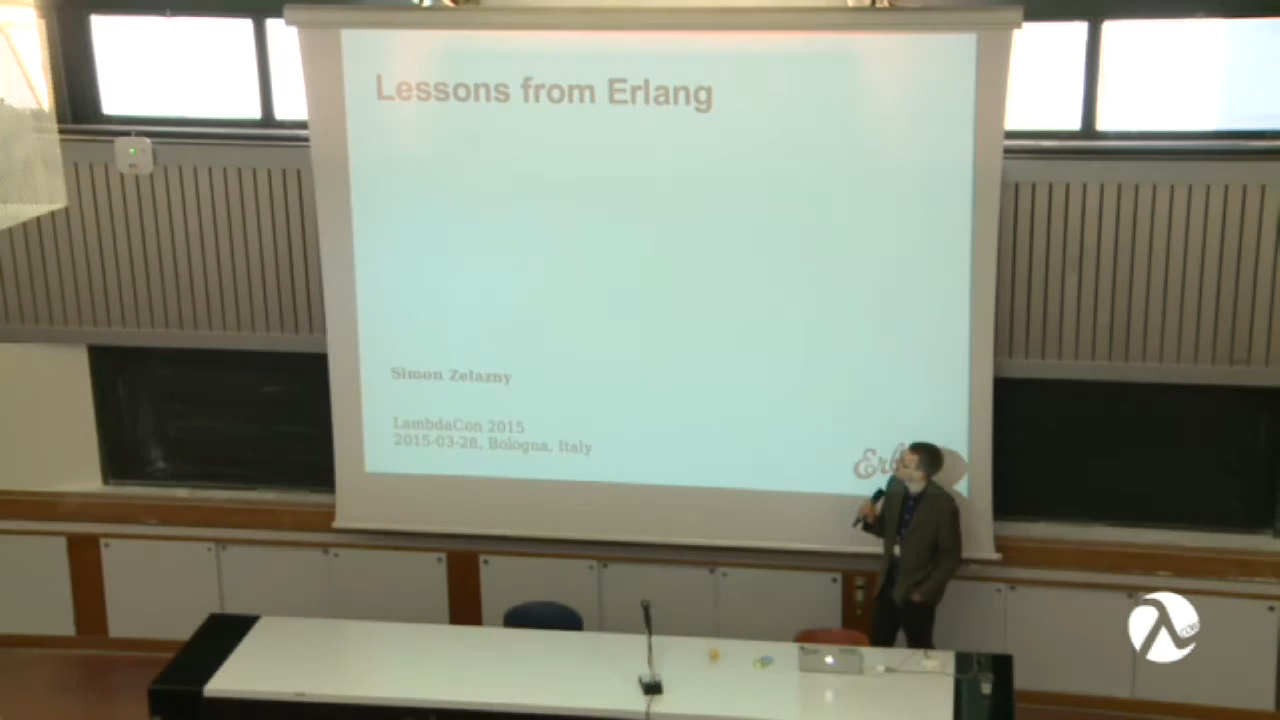 Lessons from Erlang
Simon Zelazny
LambdaCon 2015
2015-03-28, Bologna, Italy